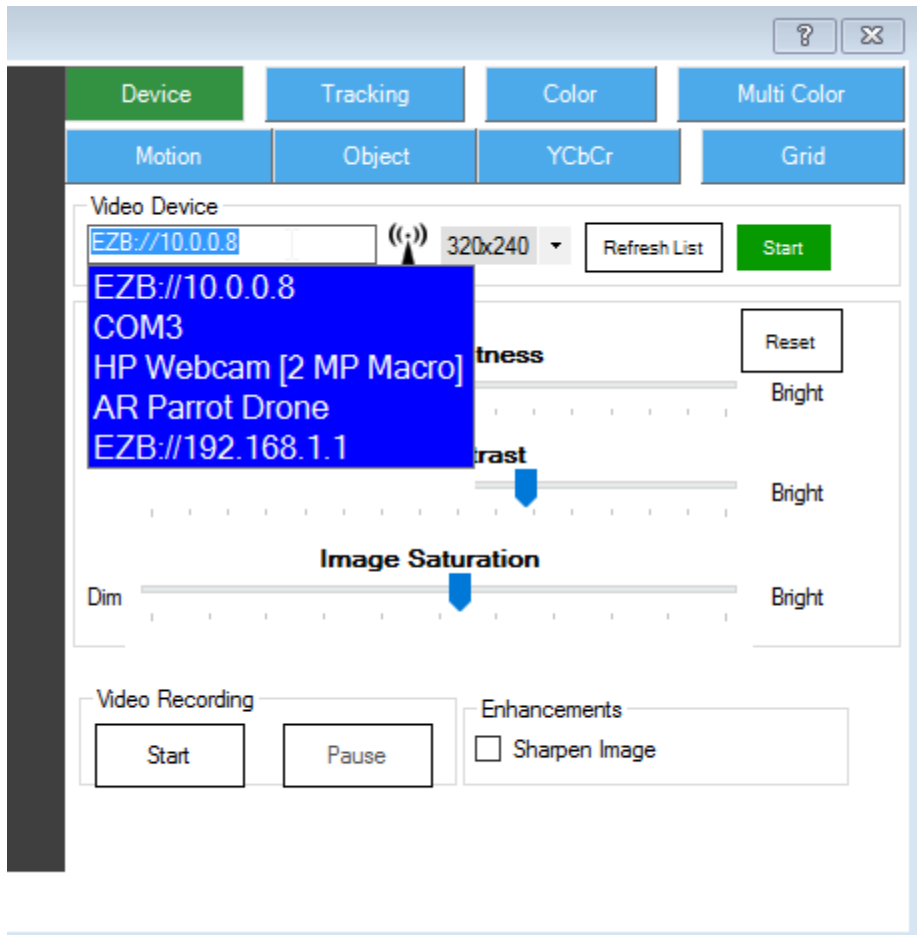 ?
Device Tracking Color Multi Color
Motion Object YCbCr Grid
Video Device
EZB://10.0.0.8 320x240 Refresh List Start
EZB://10.0.0.8
COM3
HP Webcam [2 MP Macro]
AR Parrot Drone
EZB://192.168.1.1
tness Reset
Bright
trast
Bright
Image Saturation
Dim Bright
Video Recording
Start Pause
Enhancements
Sharpen Image